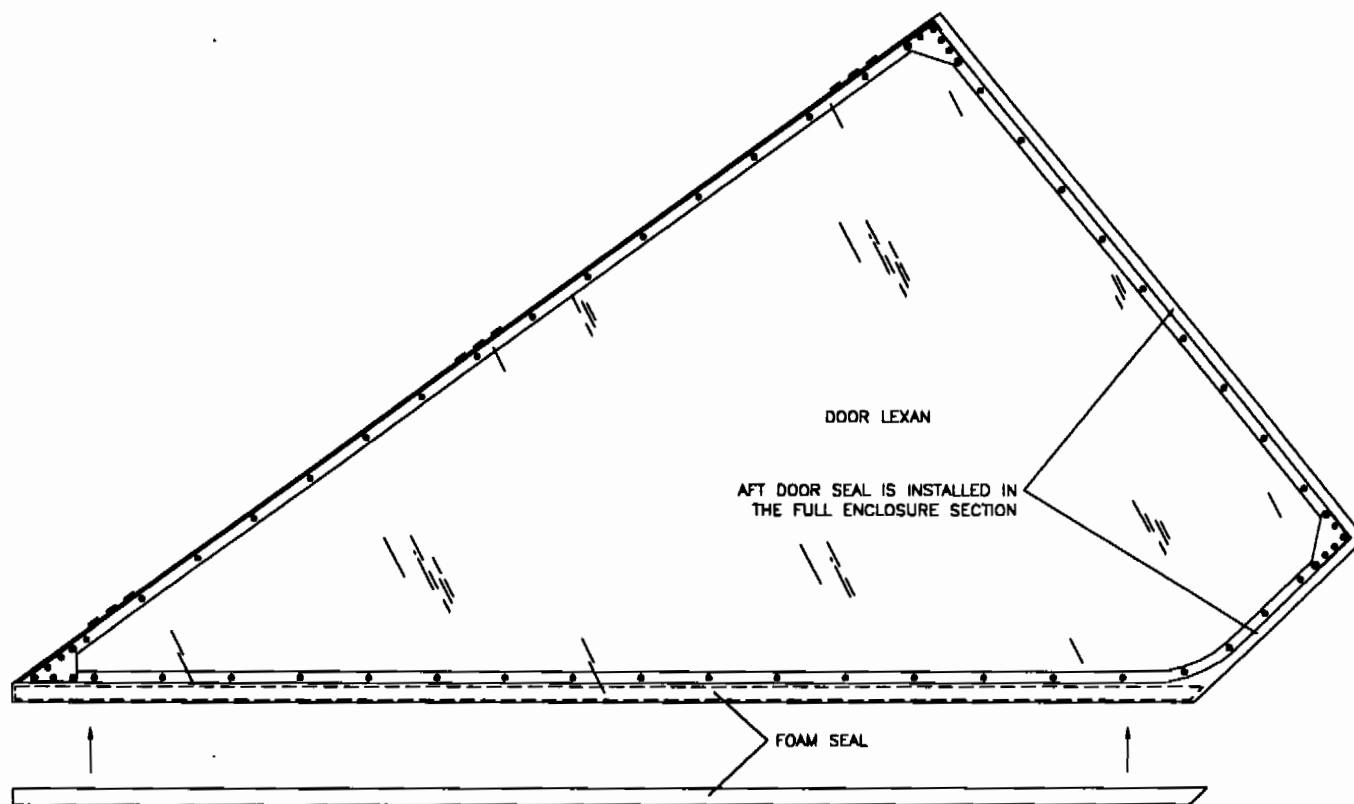 DOOR LEXAN
AFT DOOR SEAL IS INSTALLED IN
THE FULL ENCLOSURE SECTION
FOAM SEAL